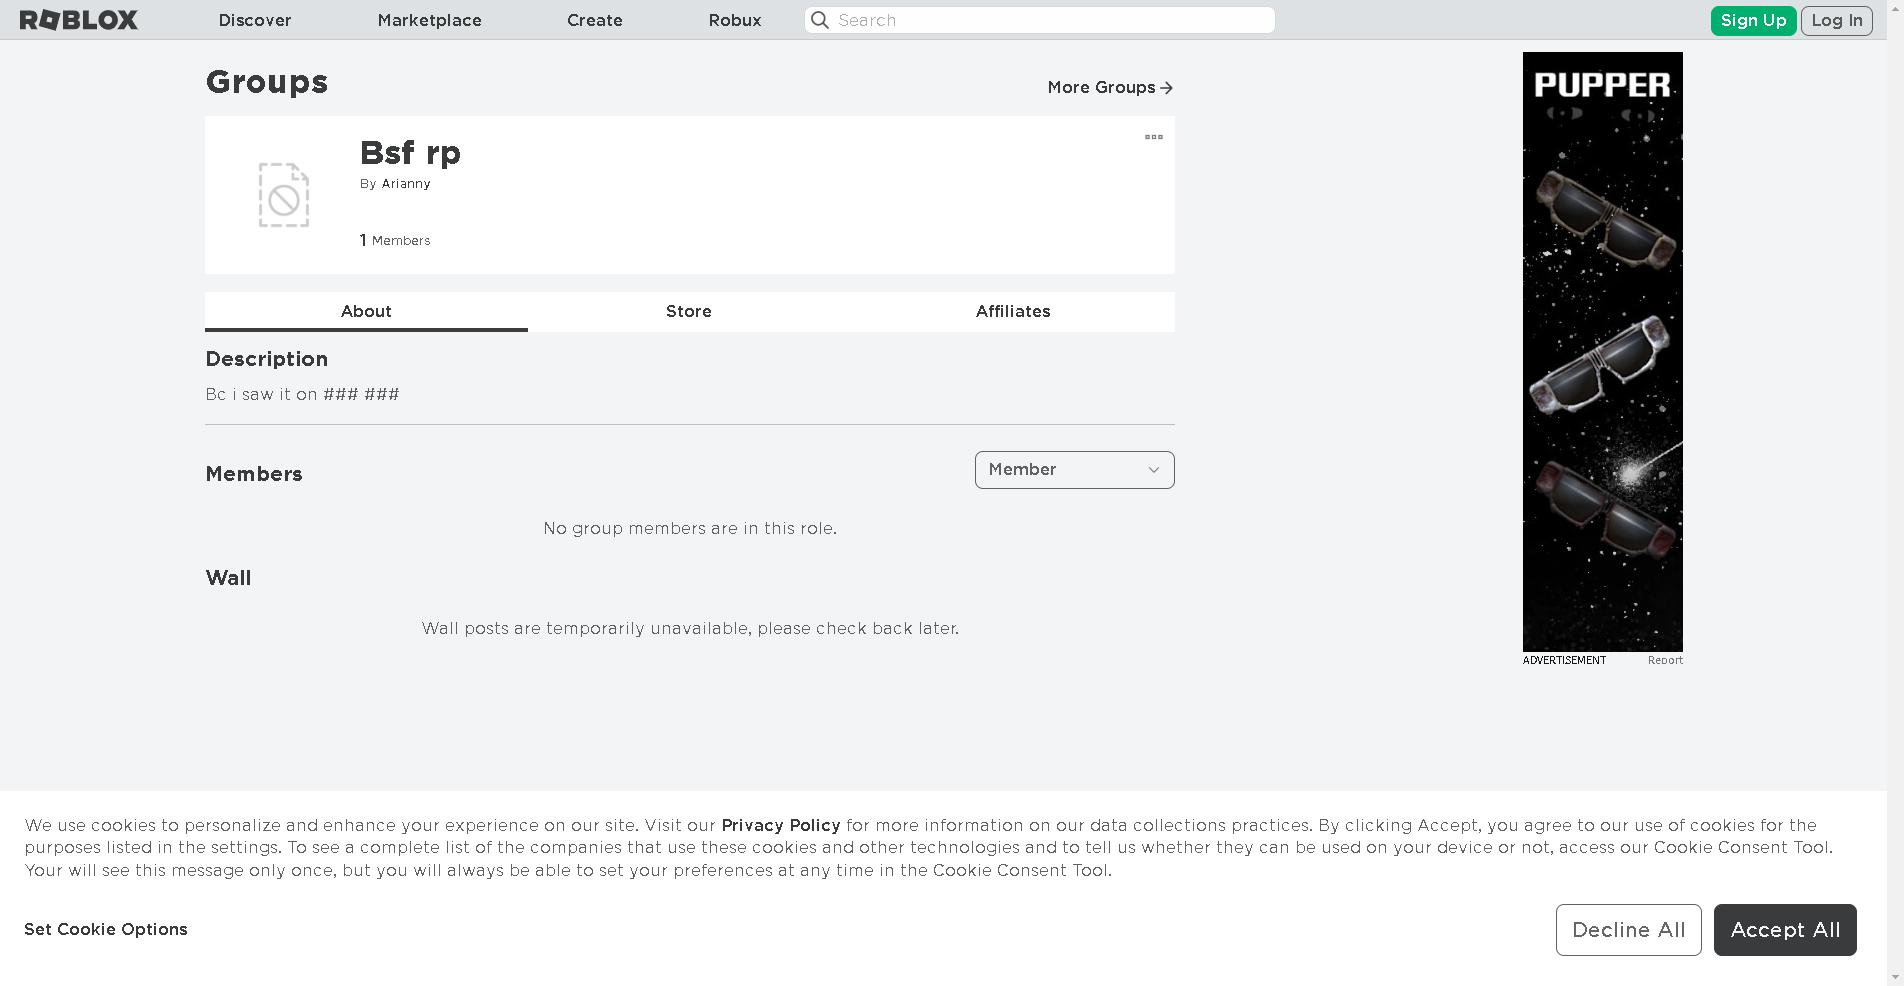 ROBLOX
Discover
Marketplace
Create
Robux
Search
Sign Up
Log In
Groups
More Groups
Bsf rp
By Arianny
1 Members
About
Store
Affiliates
Description
Bc i saw it on ### ###
Members
Member
No group members are in this role.
Wall
Wall posts are temporarily unavailable, please check back later.
PUPPER
ADVERTISEMENT
Report
We use cookies to personalize and enhance your experience on our site. Visit our Privacy Policy for more information on our data collections practices. By clicking Accept, you agree to our use of cookies for the
purposes listed in the settings. To see a complete list of the companies that use these cookies and other technologies and to tell us whether they can be used on your device or not, access our Cookie Consent Tool.
Your will see this message only once, but you will always be able to set your preferences at any time in the Cookie Consent Tool.
Set Cookie Options
Decline All
Accept All